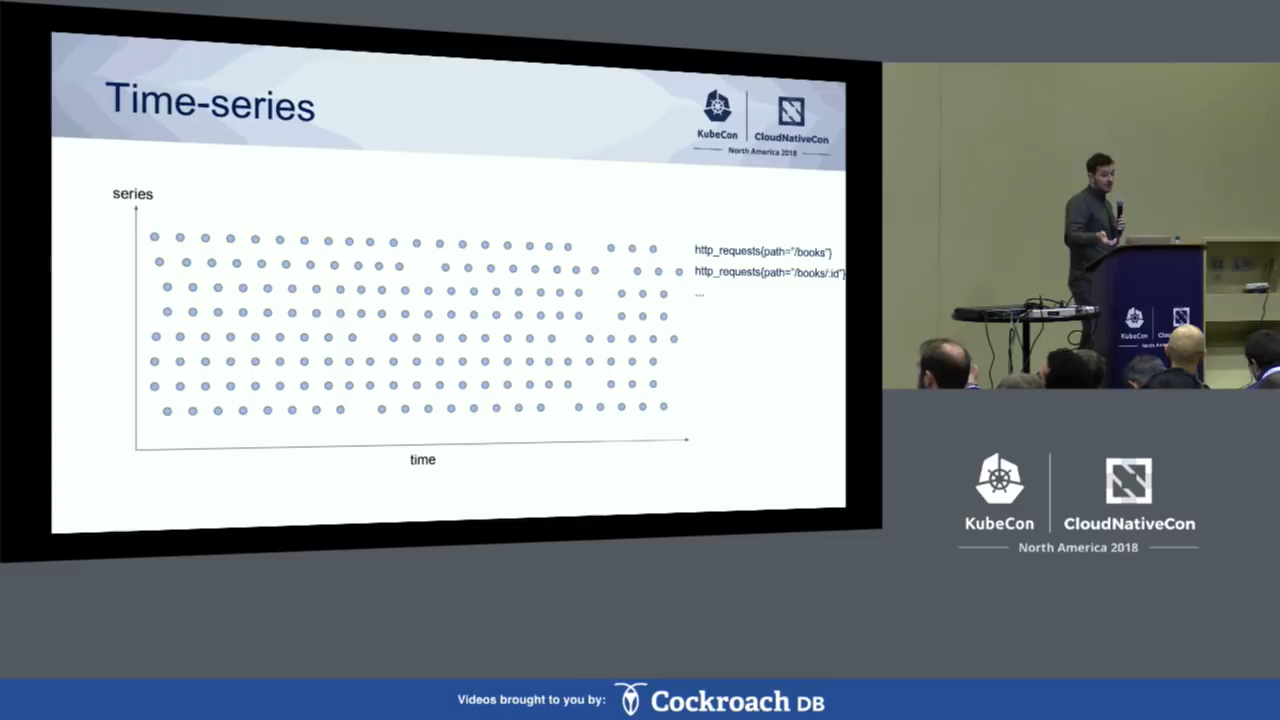 Time-series
KubeCon
CloudNativeCon
North America 2018
series
http_requests{path="/books"}
http_requests{path="/books/:id"}
...
time
KubeCon
KubeCon
CloudNativeCon
North America 2018
Videos brought to you by:
Cockroach DB